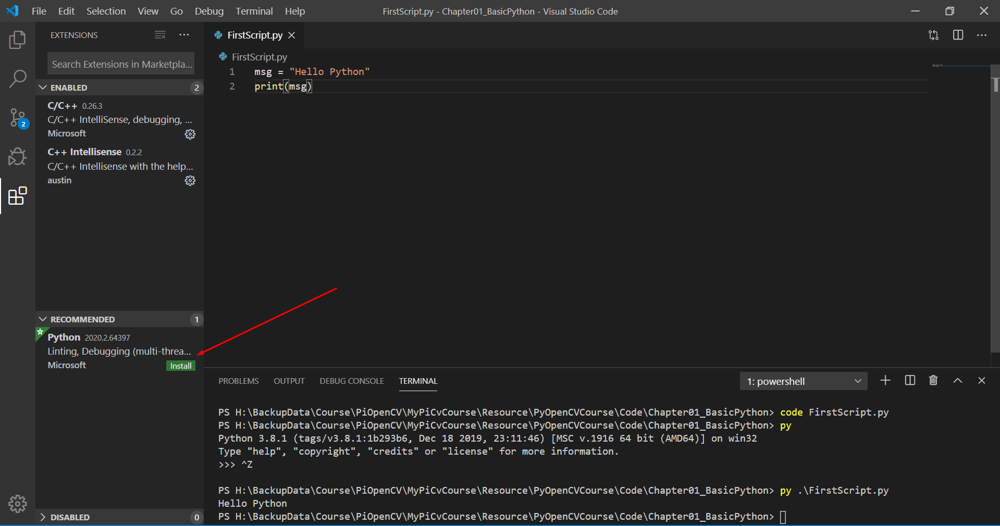 File Edit Selection View Go Debug Terminal Help
FirstScript.py - Chapter01_BasicPython - Visual Studio Code
EXTENSIONS
Search Extensions in Marketpla...
ENABLED 2
C/C++ 0.26.3
C/C++ IntelliSense, debugging, ...
Microsoft
C++ Intellisense 0.2.2
C/C++ Intellisense with the help...
austin
RECOMMENDED 1
Python 2020.2.64397
Linting, Debugging (multi-threa...
Microsoft Install
DISABLED 0
2
FirstScript.py
FirstScript.py
1 msg = "Hello Python"
2 print(msg)
PROBLEMS OUTPUT DEBUG CONSOLE TERMINAL 1: powershell
PS H:\BackupData\Course\PiOpenCV\MyPiCvCourse\Resource\PyOpenCVCourse\Code\Chapter01_BasicPython> code FirstScript.py
PS H:\BackupData\Course\PiOpenCV\MyPiCvCourse\Resource\PyOpenCVCourse\Code\Chapter01_BasicPython> py
Python 3.8.1 (tags/v3.8.1:1b293b6, Dec 18 2019, 23:11:46) [MSC v.1916 64 bit (AMD64)] on win32
Type "help", "copyright", "credits" or "license" for more information.
>>> ^Z
PS H:\BackupData\Course\PiOpenCV\MyPiCvCourse\Resource\PyOpenCVCourse\Code\Chapter01_BasicPython> py .\FirstScript.py
Hello Python
PS H:\BackupData\Course\PiOpenCV\MyPiCvCourse\Resource\PyOpenCVCourse\Code\Chapter01_BasicPython>